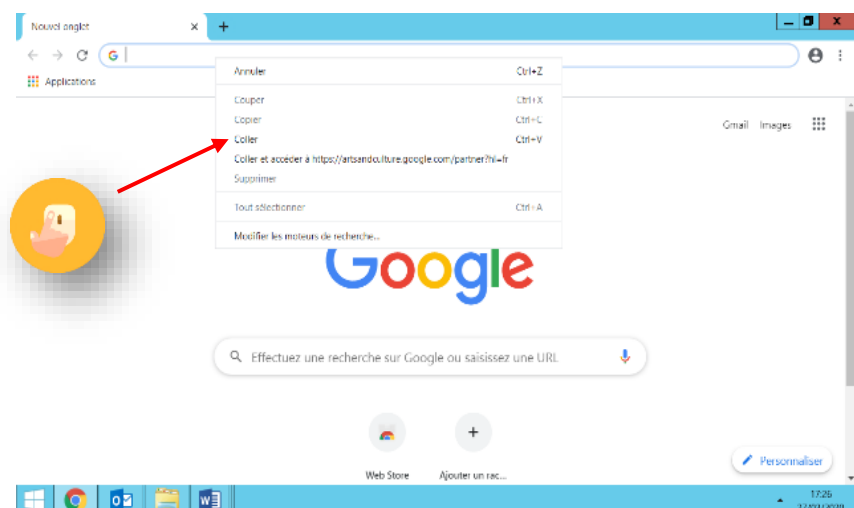 Nouvel onglet
G
Applications
Annuler Ctrl+Z
Couper Ctrl+X
Copier Ctrl+C
Coller Ctrl+V
Coller et accéder à https://artsandculture.google.com/partner?hl=fr
Supprimer
Tout sélectionner Ctrl+A
Modifier les moteurs de recherche...
Gmail Images
Google
Effectuez une recherche sur Google ou saisissez une URL
Web Store Ajouter un rac...
Personnaliser
17:26